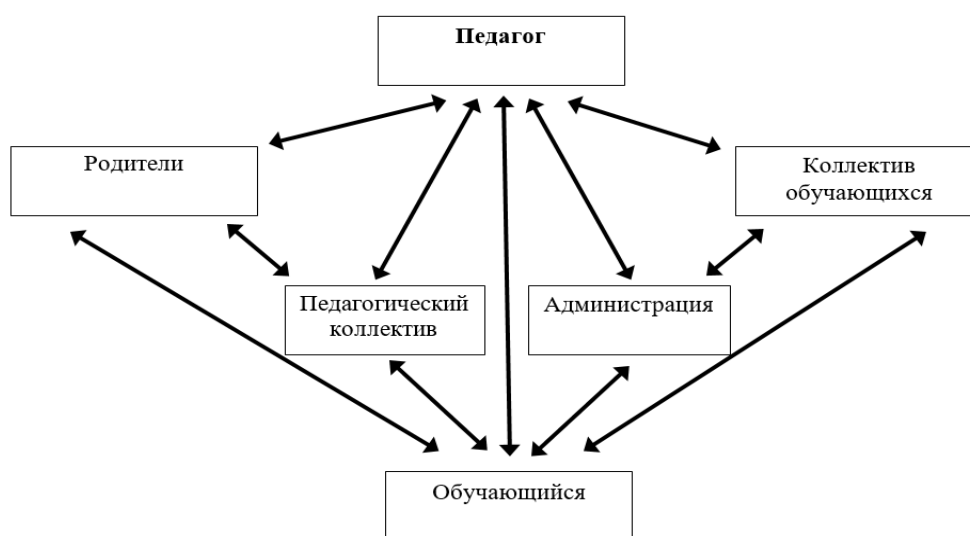 Педагог
Родители
Коллектив
обучающихся
Педагогический
коллектив
Администрация
Обучающийся